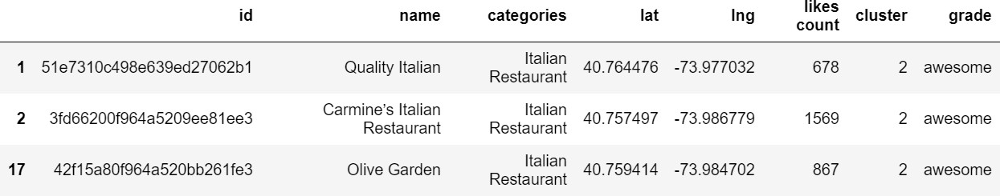 id name categories lat lng likes count cluster grade
1 51e7310c498e639ed27062b1 Quality Italian Italian Restaurant 40.764476 -73.977032 678 2 awesome
2 3fd66200f964a5209ee81ee3 Carmine’s Italian Restaurant Italian Restaurant 40.757497 -73.986779 1569 2 awesome
17 42f15a80f964a520bb261fe3 Olive Garden Italian Restaurant 40.759414 -73.984702 867 2 awesome